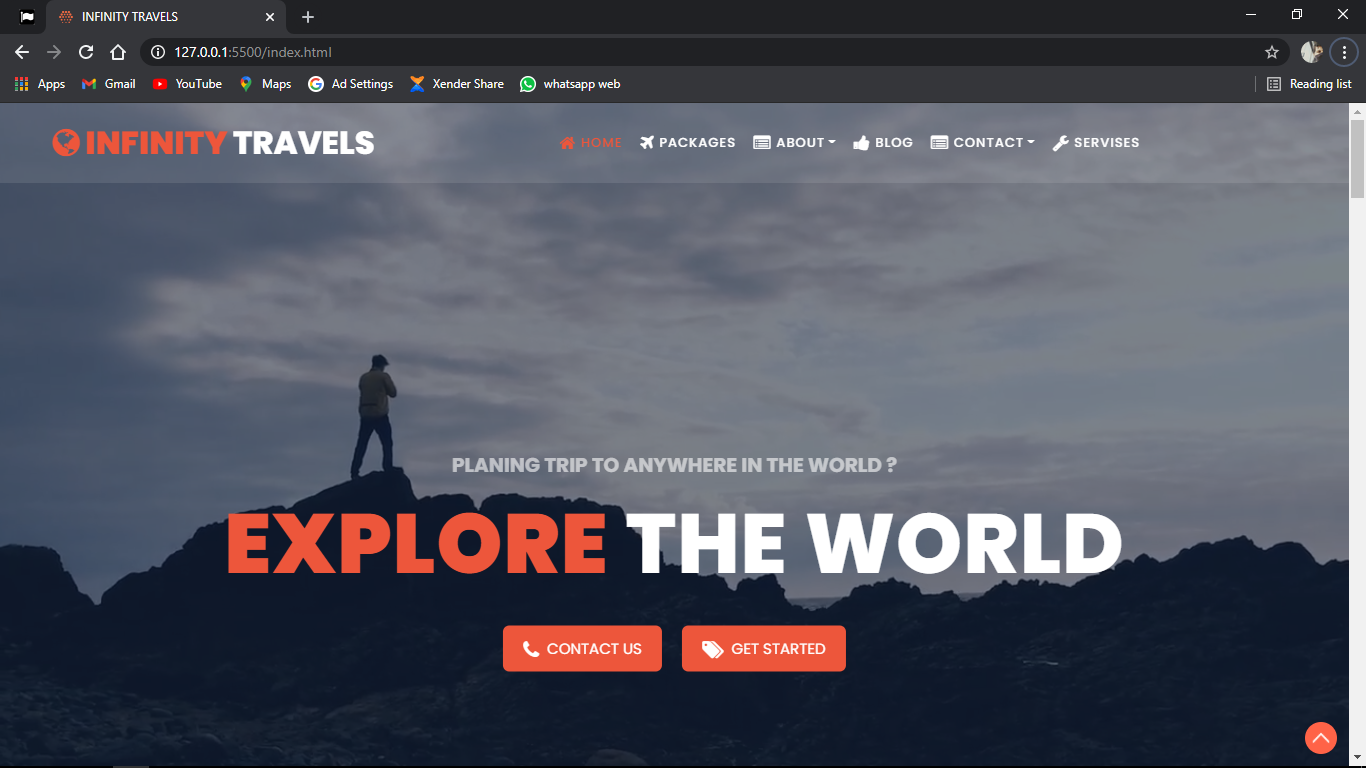 INFINITY TRAVELS
127.0.0.1:5500/index.html
Apps Gmail YouTube Maps Ad Settings Xender Share whatsapp web Reading list
INFINITY TRAVELS HOME PACKAGES ABOUT BLOG CONTACT SERVISES
PLANING TRIP TO ANYWHERE IN THE WORLD ?
EXPLORE THE WORLD
CONTACT US GET STARTED